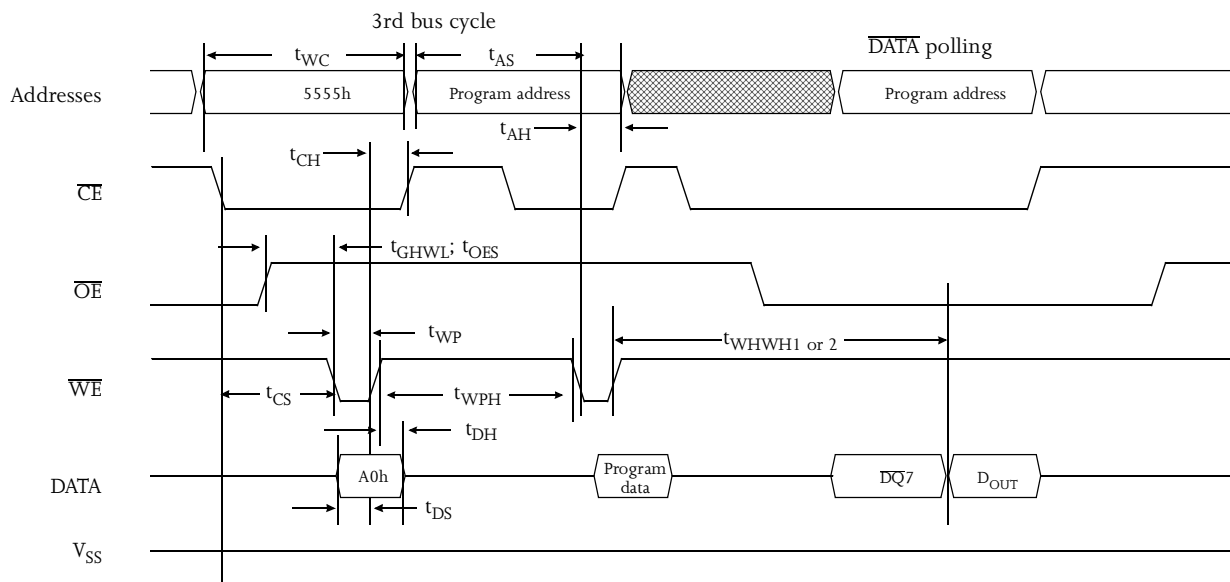 3rd bus cycle
tWC
tAS
DATA polling
Addresses
5555h
Program address
Program address
tAH
tCH
CE
tGHWL; tOES
OE
tWP
tWHWH1 or 2
WE
tCS
tWPH
tDH
DATA
A0h
Program
data
DQ7
DOUT
tDS
VSS